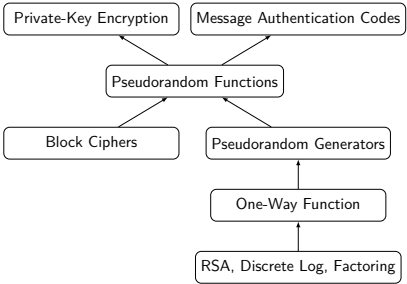 Private-Key Encryption
Message Authentication Codes
Pseudorandom Functions
Block Ciphers
Pseudorandom Generators
One-Way Function
RSA, Discrete Log, Factoring